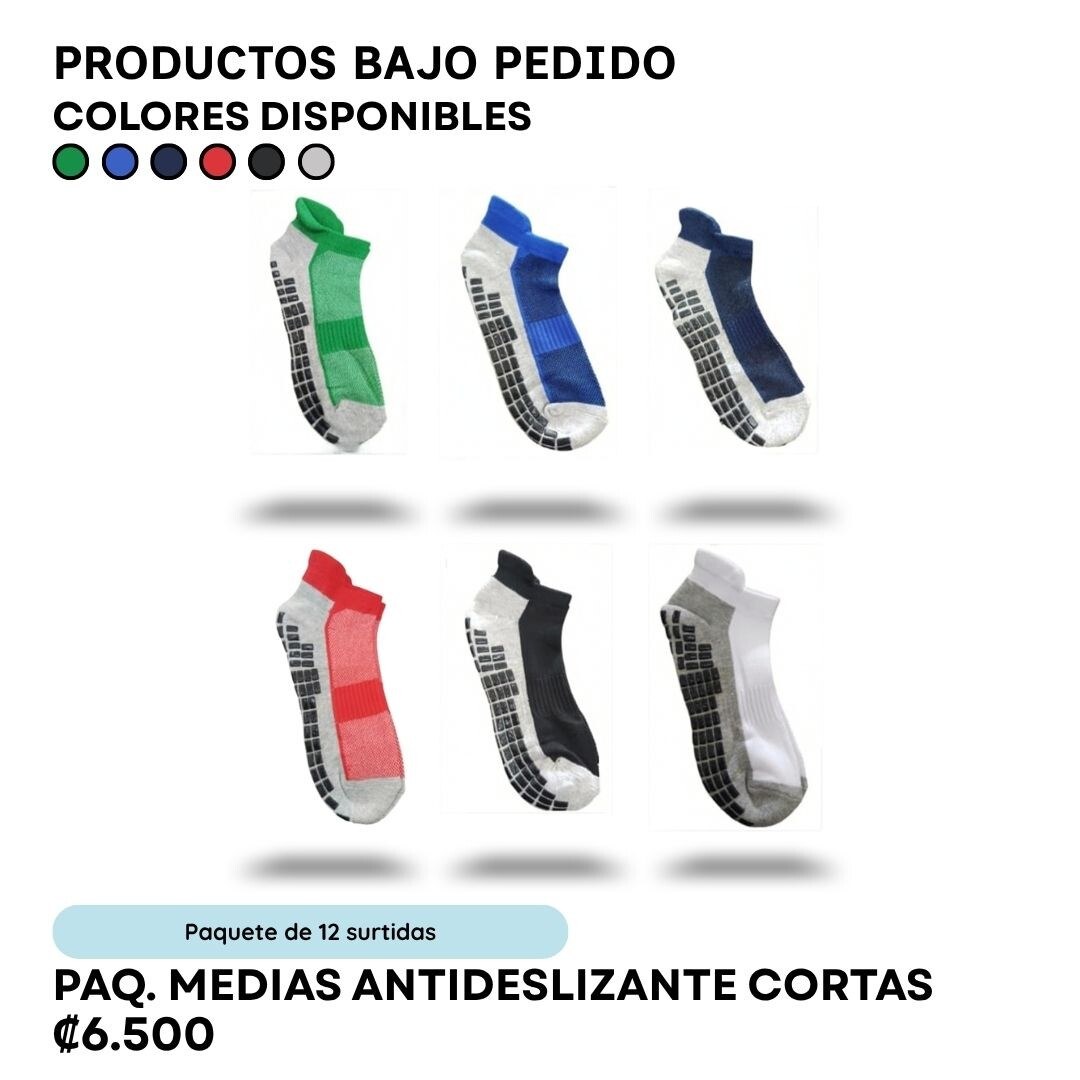 PRODUCTOS BAJO PEDIDO
COLORES DISPONIBLES
Paquete de 12 surtidas
PAQ. MEDIAS ANTIDESLIZANTE CORTAS
₡6.500